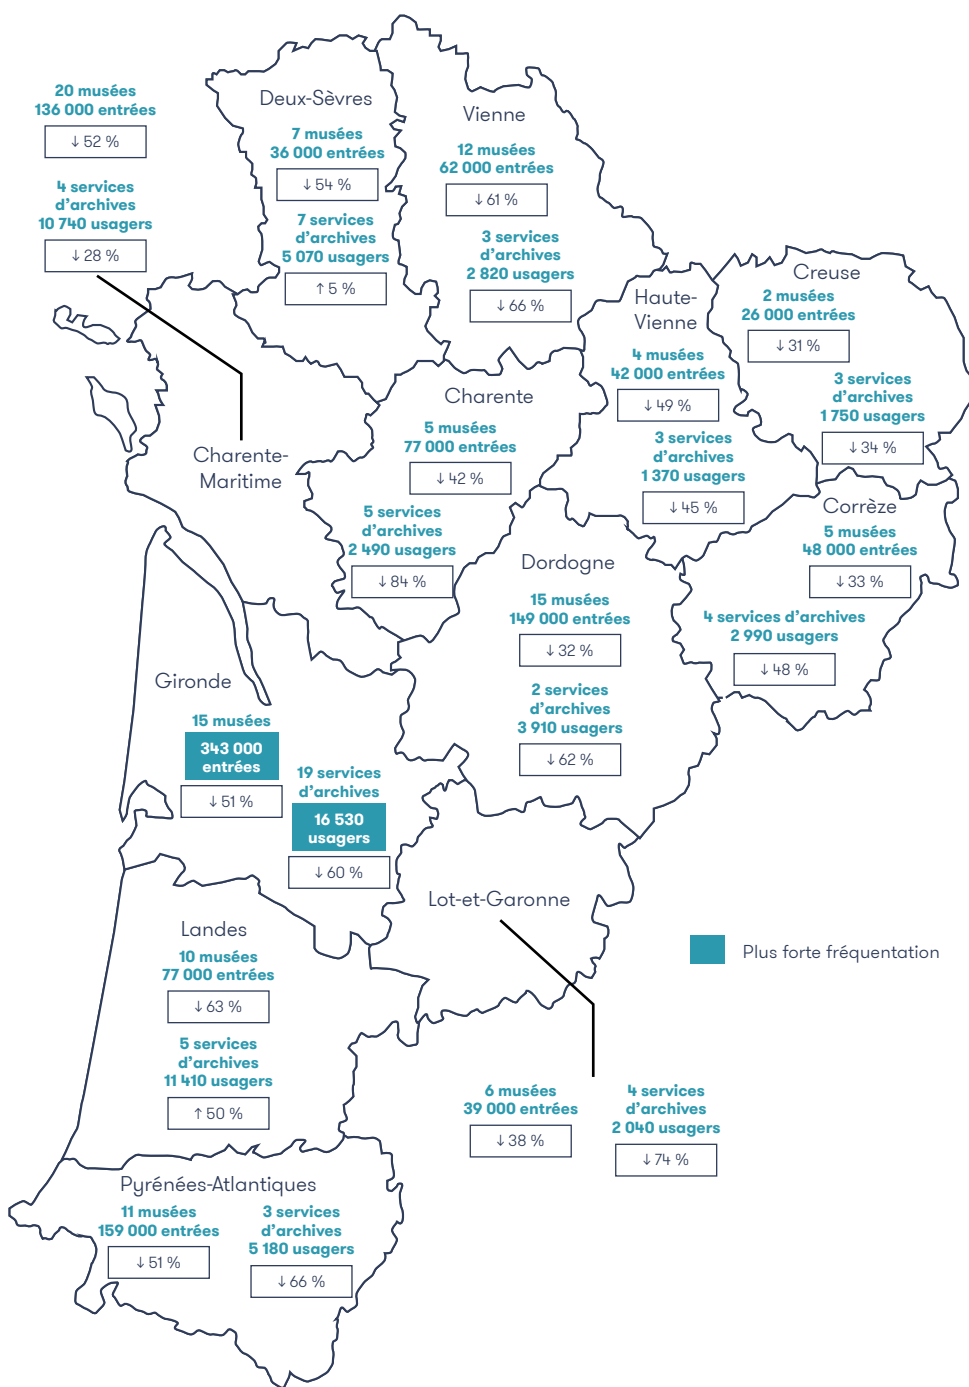 20 musées
136 000 entrées
↓ 52 %
4 services
d'archives
10 740 usagers
↓ 28 %
Charente-
Maritime
Deux-Sèvres
7 musées
36 000 entrées
↓ 54 %
7 services
d'archives
5 070 usagers
↑ 5 %
Vienne
12 musées
62 000 entrées
↓ 61 %
3 services
d'archives
2 820 usagers
↓ 66 %
Haute-
Vienne
4 musées
42 000 entrées
↓ 49 %
3 services
d'archives
1 370 usagers
↓ 45 %
Creuse
2 musées
26 000 entrées
↓ 31 %
3 services
d'archives
1 750 usagers
↓ 34 %
Charente
5 musées
77 000 entrées
↓ 42 %
5 services
d'archives
2 490 usagers
↓ 84 %
Corrèze
5 musées
48 000 entrées
↓ 33 %
4 services d'archives
2 990 usagers
↓ 48 %
Dordogne
15 musées
149 000 entrées
↓ 32 %
2 services
d'archives
3 910 usagers
↓ 62 %
Gironde
15 musées
343 000
entrées
↓ 51 %
19 services
d'archives
16 530
usagers
↓ 60 %
Lot-et-Garonne
6 musées
39 000 entrées
↓ 38 %
4 services
d'archives
2 040 usagers
↓ 74 %
Plus forte fréquentation
Landes
10 musées
77 000 entrées
↓ 63 %
5 services
d'archives
11 410 usagers
↑ 50 %
Pyrénées-Atlantiques
11 musées
159 000 entrées
↓ 51 %
3 services
d'archives
5 180 usagers
↓ 66 %